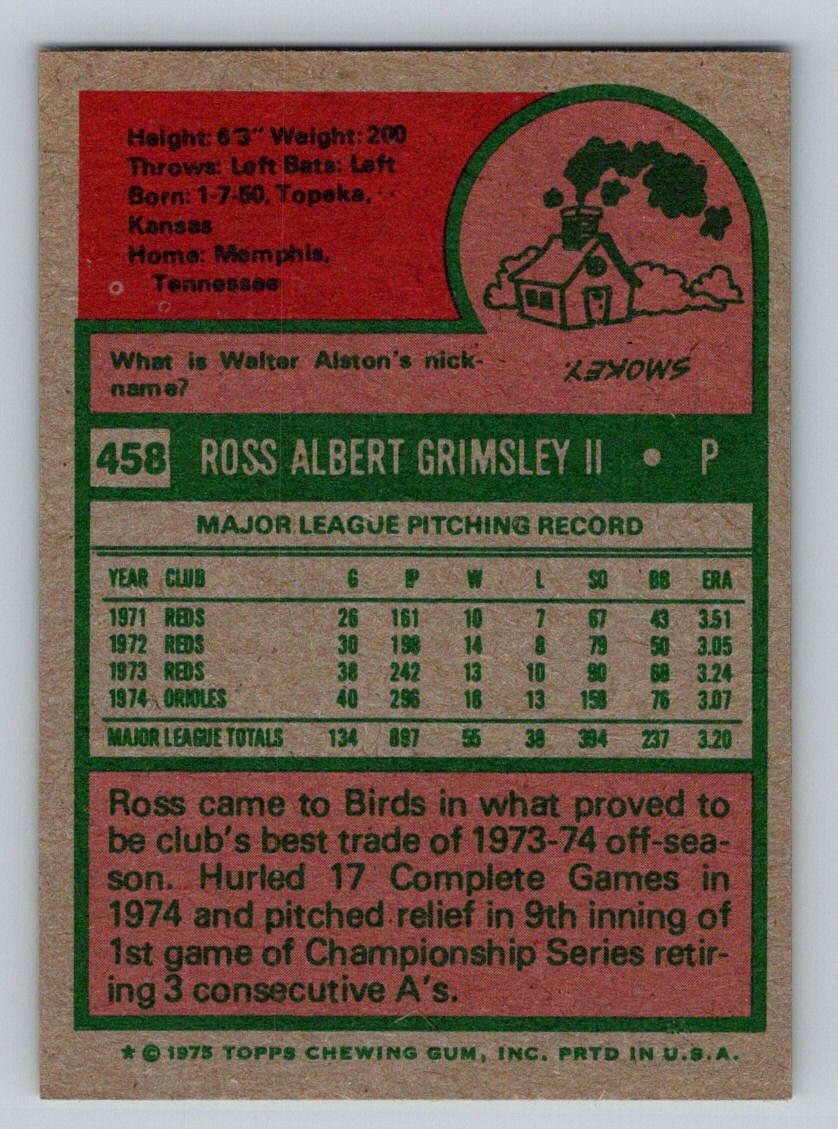 Height: 6'3" Weight: 200
Throws: Left Bats: Left
Born: 1-7-50, Topeka,
Kansas
Home: Memphis,
Tennessee
What is Walter Alston's nick-
name?
SMOKEY.
458 ROSS ALBERT GRIMSLEY II • P
MAJOR LEAGUE PITCHING RECORD
YEAR CLUB G IP W L SO BB ERA
1971 REDS 26 161 10 7 67 43 3.51
1972 REDS 30 198 14 8 79 50 3.05
1973 REDS 38 242 13 10 90 68 3.24
1974 ORIOLES 40 296 18 13 158 76 3.07
MAJOR LEAGUE TOTALS 134 897 55 38 394 237 3.20
Ross came to Birds in what proved to
be club's best trade of 1973-74 off-sea-
son. Hurled 17 Complete Games in
1974 and pitched relief in 9th inning of
1st game of Championship Series retir-
ing 3 consecutive A's.
* © 1975 TOPPS CHEWING GUM, INC. PRTD IN U.S.A.